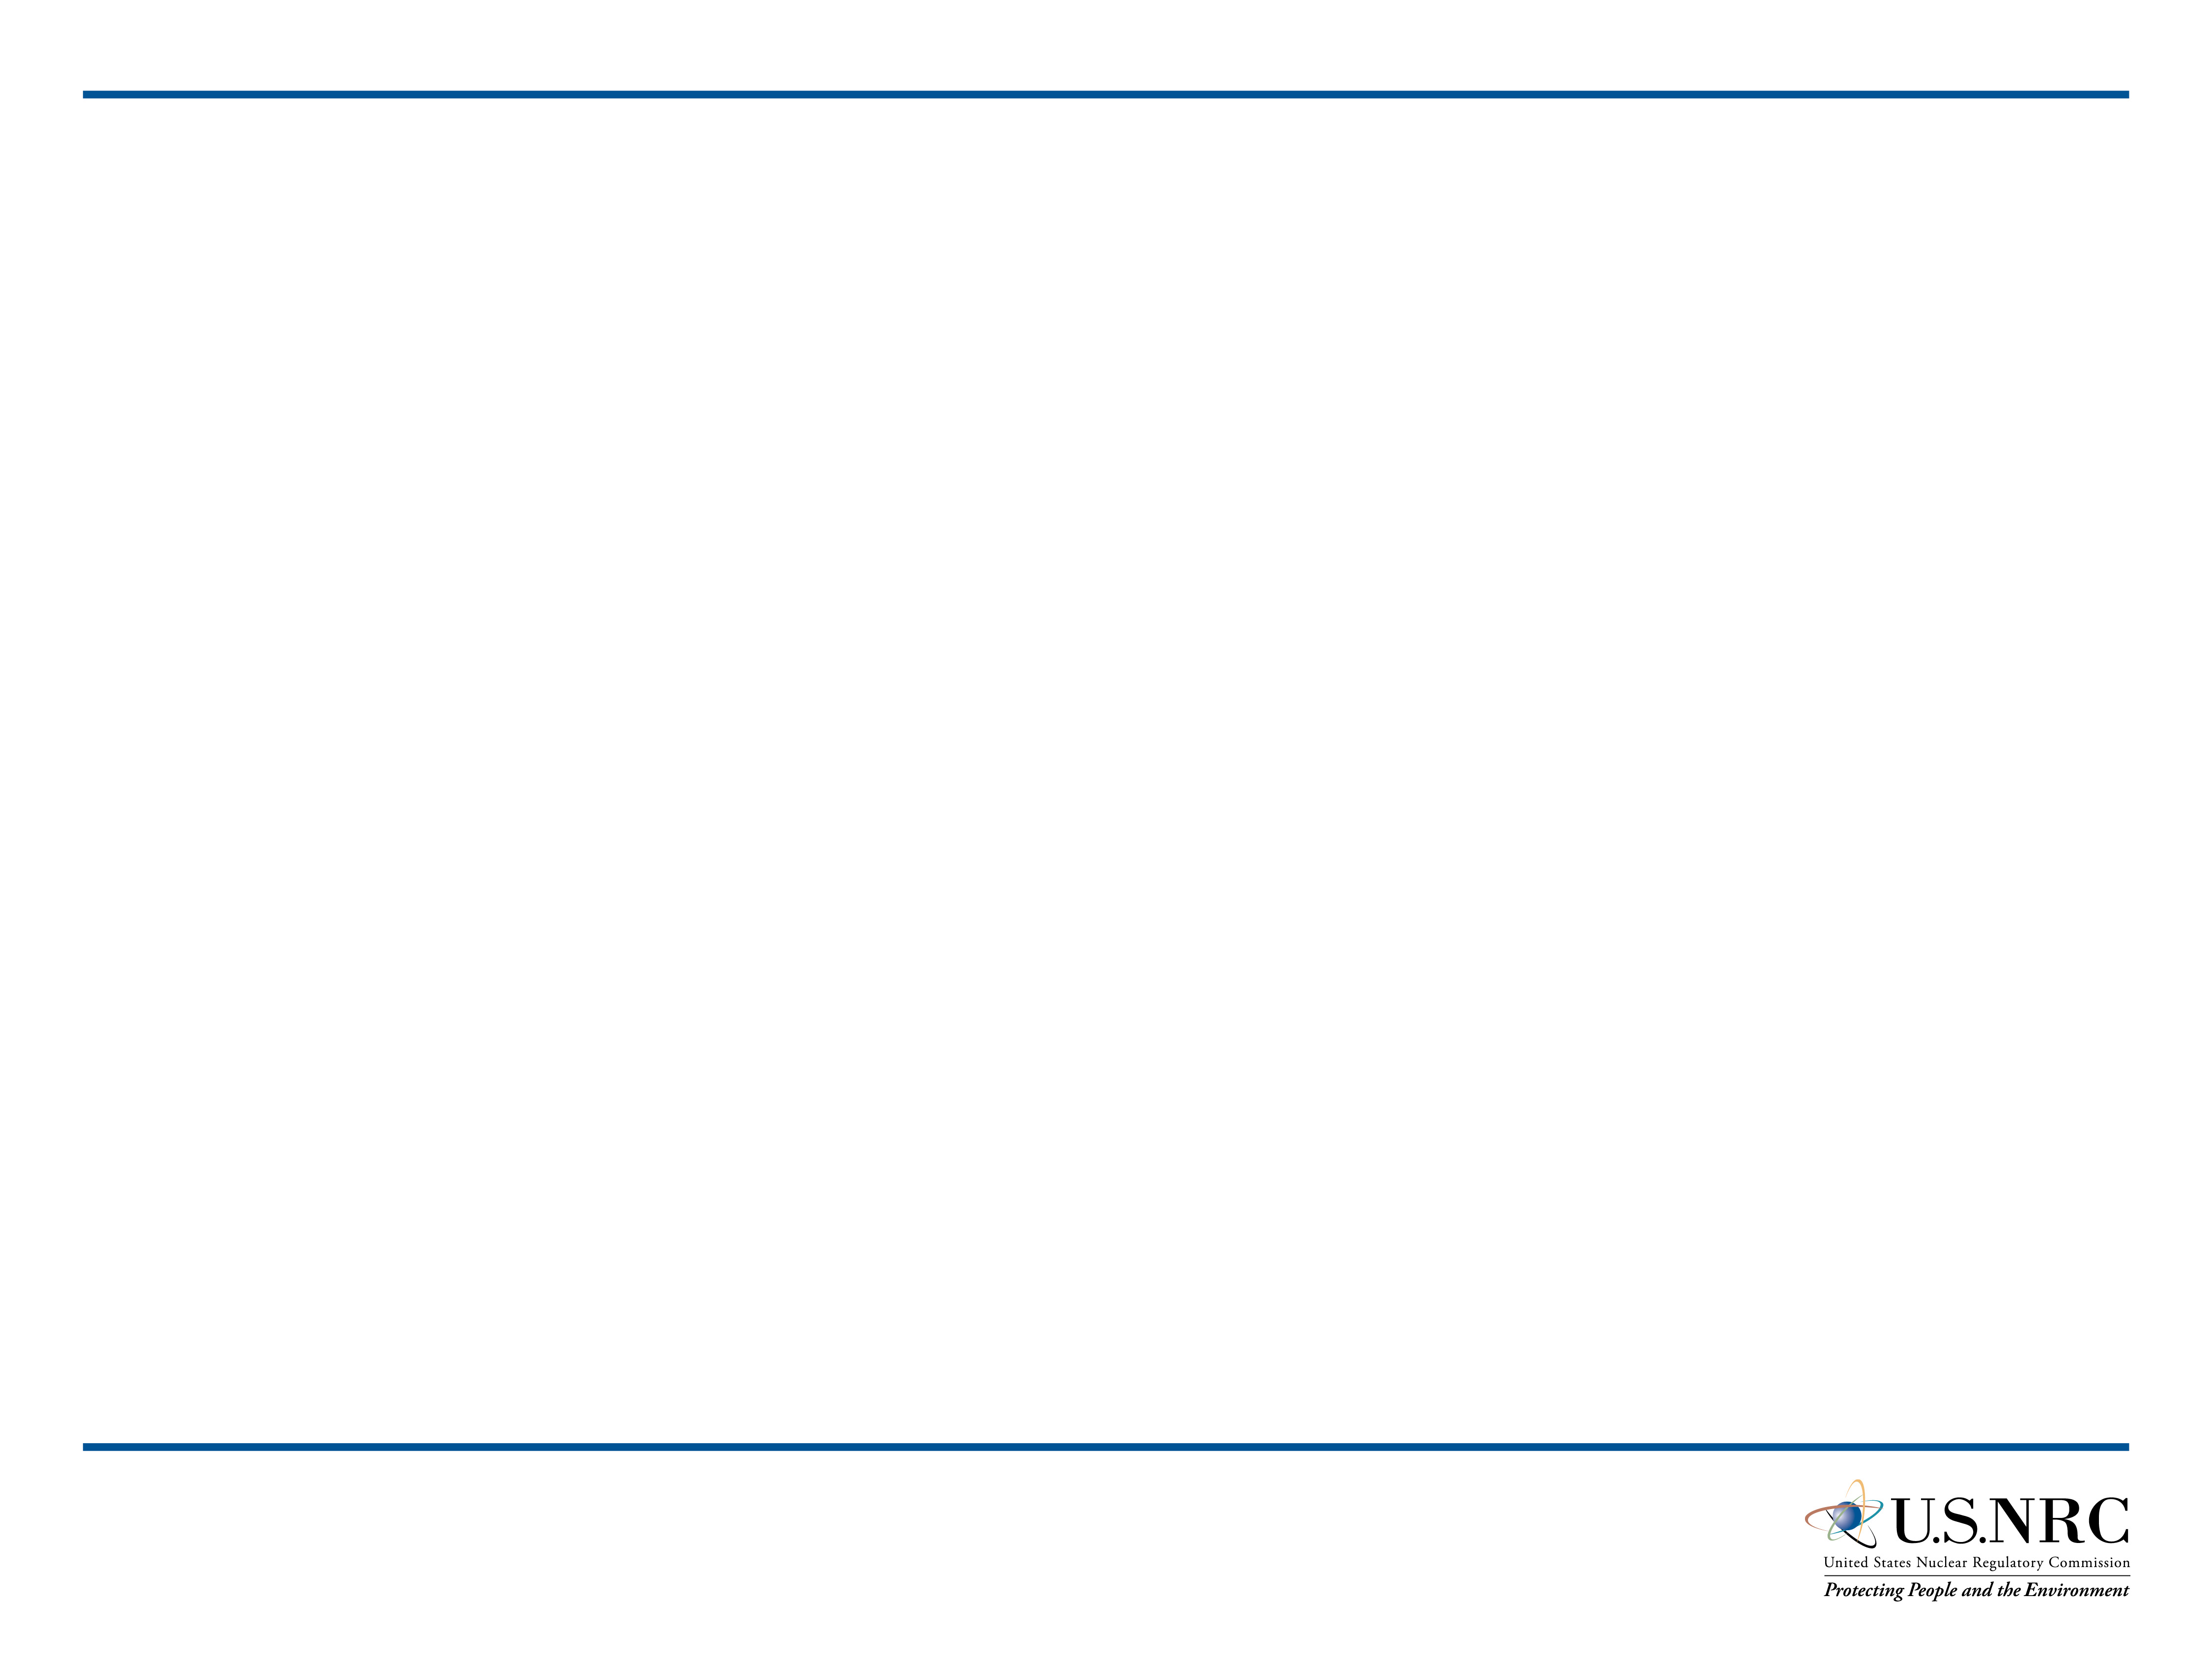 U.S.NRC
United States Nuclear Regulatory Commission
Protecting People and the Environment